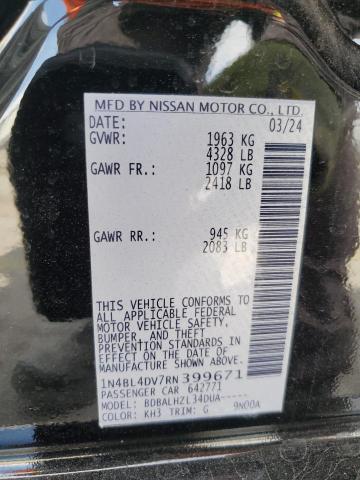 MFD BY NISSAN MOTOR CO., LTD.
DATE: 03/24
GVWR: 1963 KG
4328 LB
GAWR FR.: 1097 KG
2418 LB
GAWR RR.: 945 KG
2083 LB
THIS VEHICLE CONFORMS TO
ALL APPLICABLE FEDERAL
MOTOR VEHICLE SAFETY,
BUMPER, AND THEFT
PREVENTION STANDARDS IN
EFFECT ON THE DATE OF
MANUFACTURE SHOWN ABOVE.
1N4BL4DV7RN399671
PASSENGER CAR 642771
MODEL: BDBALHZL34DUA-----
COLOR: KH3 TRIM: G 9N00A